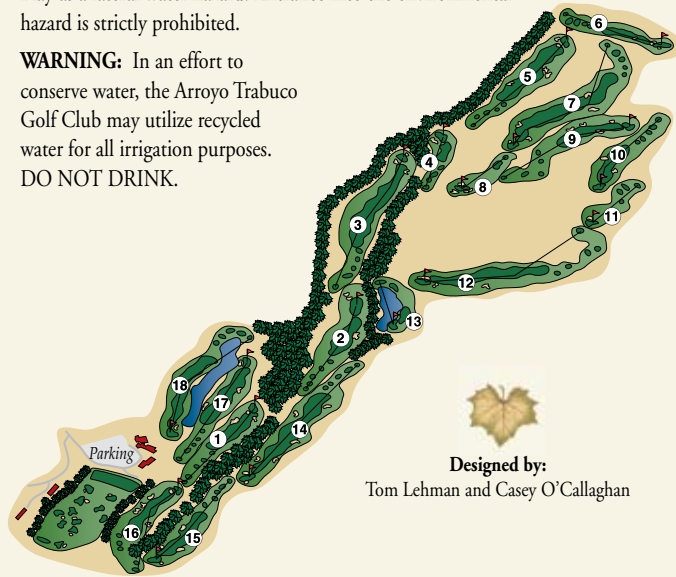 hazard is strictly prohibited.
WARNING: In an effort to
conserve water, the Arroyo Trabuco
Golf Club may utilize recycled
water for all irrigation purposes.
DO NOT DRINK.
6
5
7
9
10
4
8
11
3
12
13
2
18
17
14
1
Parking
16
15
Designed by:
Tom Lehman and Casey O'Callaghan